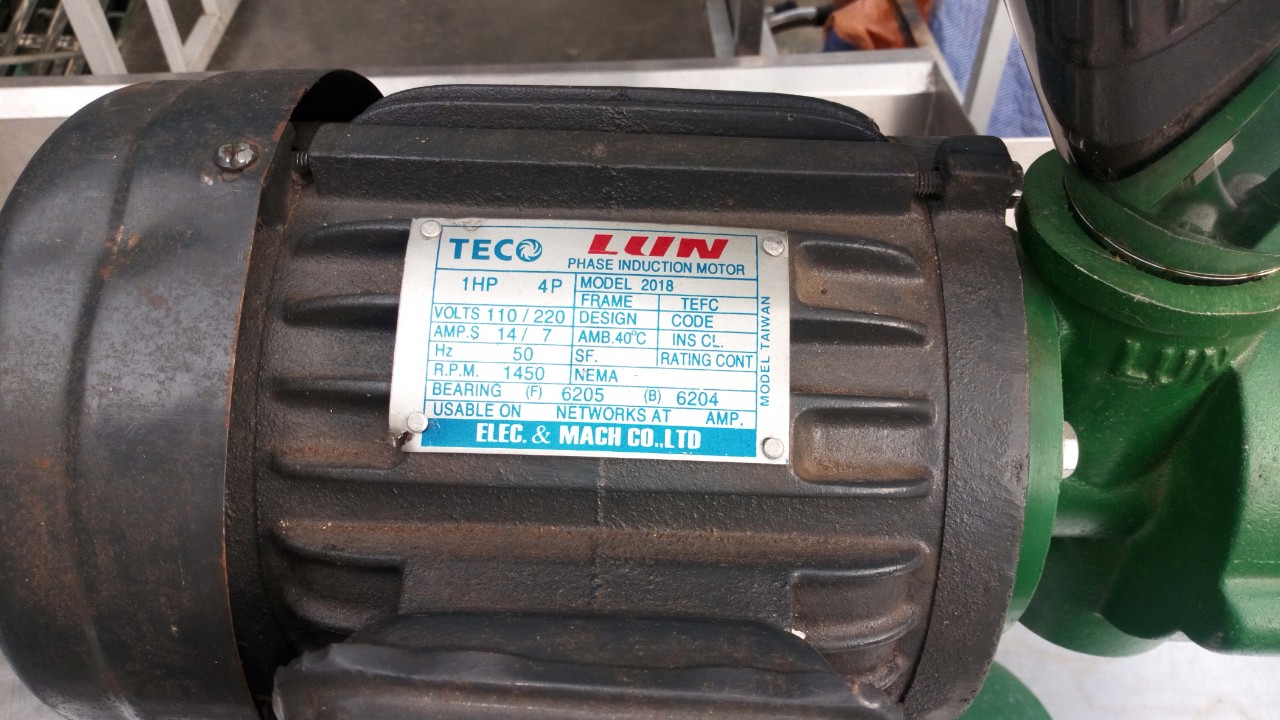 TECO LUN
PHASE INDUCTION MOTOR
1HP 4P MODEL 2018
FRAME TEFC
VOLTS 110 / 220 DESIGN CODE
AMP.S 14 / 7 AMB.40°C INS CL.
Hz 50 SF. RATING CONT
R.P.M. 1450 NEMA
BEARING (F) 6205 (B) 6204
USABLE ON NETWORKS AT AMP.
ELEC. & MACH CO.,LTD
MODEL TAIWAN
LUN